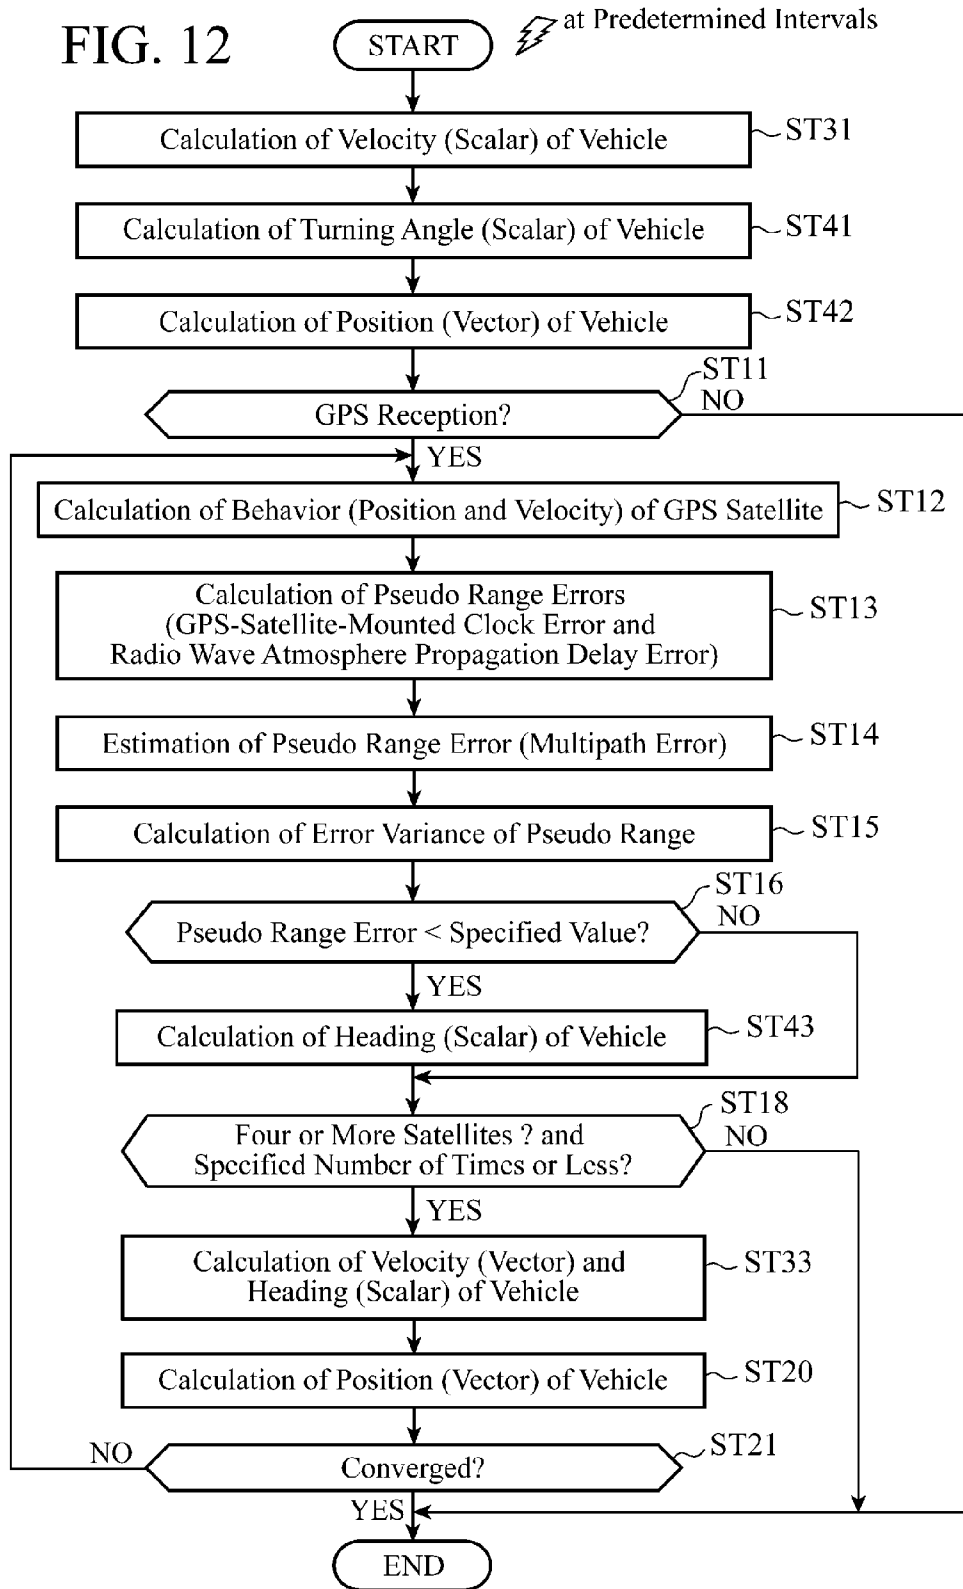 FIG. 12
START
at Predetermined Intervals
Calculation of Velocity (Scalar) of Vehicle
ST31
Calculation of Turning Angle (Scalar) of Vehicle
ST41
Calculation of Position (Vector) of Vehicle
ST42
ST11
GPS Reception?
NO
YES
Calculation of Behavior (Position and Velocity) of GPS Satellite
ST12
Calculation of Pseudo Range Errors
(GPS-Satellite-Mounted Clock Error and
Radio Wave Atmosphere Propagation Delay Error)
ST13
Estimation of Pseudo Range Error (Multipath Error)
ST14
Calculation of Error Variance of Pseudo Range
ST15
ST16
Pseudo Range Error < Specified Value?
NO
YES
Calculation of Heading (Scalar) of Vehicle
ST43
ST18
Four or More Satellites ? and
Specified Number of Times or Less?
NO
YES
Calculation of Velocity (Vector) and
Heading (Scalar) of Vehicle
ST33
Calculation of Position (Vector) of Vehicle
ST20
ST21
NO
Converged?
YES
END